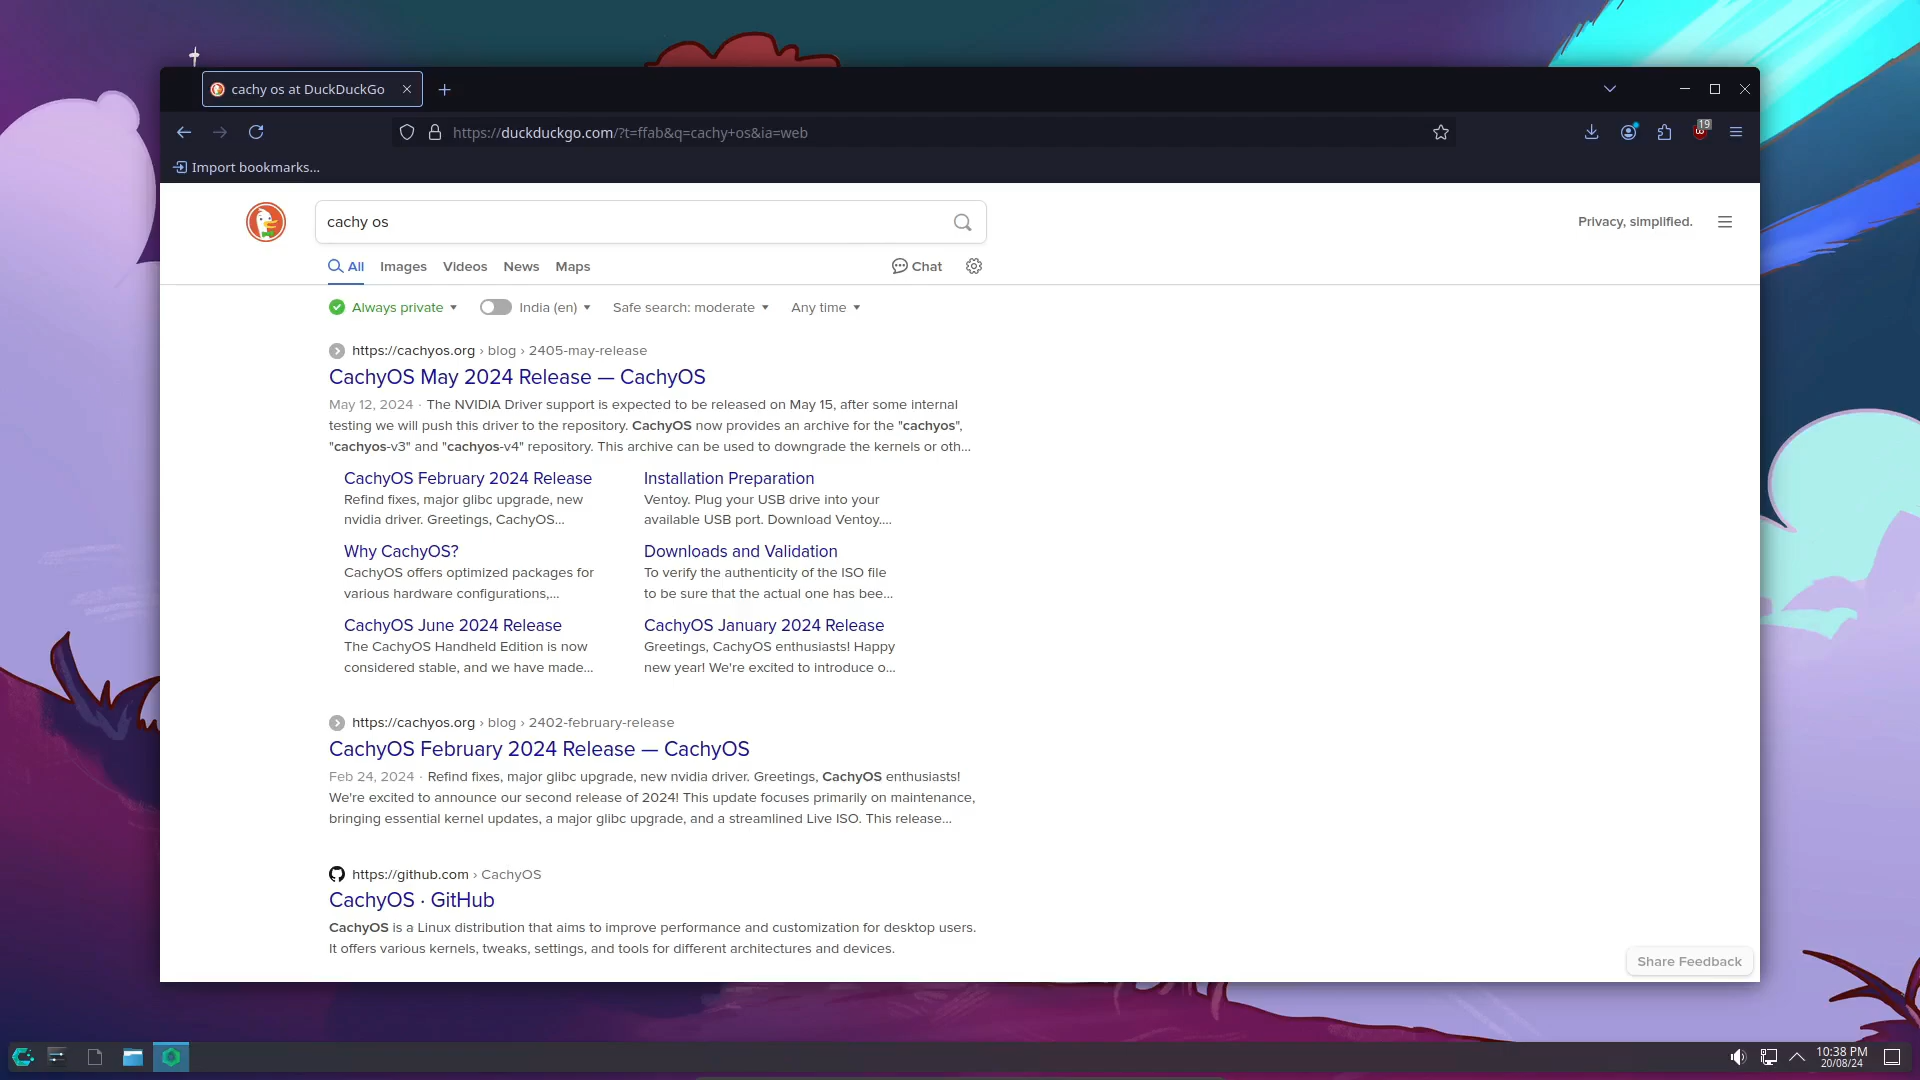 cachy os at DuckDuckGo
https://duckduckgo.com/?t=ffab&q=cachy+os&ia=web
19
Import bookmarks...
cachy os
Privacy, simplified.
All Images Videos News Maps Chat
Always private India (en) Safe search: moderate Any time
https://cachyos.org › blog › 2405-may-release
CachyOS May 2024 Release — CachyOS
May 12, 2024 · The NVIDIA Driver support is expected to be released on May 15, after some internal
testing we will push this driver to the repository. CachyOS now provides an archive for the "cachyos",
"cachyos-v3" and "cachyos-v4" repository. This archive can be used to downgrade the kernels or oth...
CachyOS February 2024 Release
Refind fixes, major glibc upgrade, new
nvidia driver. Greetings, CachyOS...
Installation Preparation
Ventoy. Plug your USB drive into your
available USB port. Download Ventoy....
Why CachyOS?
CachyOS offers optimized packages for
various hardware configurations,...
Downloads and Validation
To verify the authenticity of the ISO file
to be sure that the actual one has bee...
CachyOS June 2024 Release
The CachyOS Handheld Edition is now
considered stable, and we have made...
CachyOS January 2024 Release
Greetings, CachyOS enthusiasts! Happy
new year! We're excited to introduce o...
https://cachyos.org › blog › 2402-february-release
CachyOS February 2024 Release — CachyOS
Feb 24, 2024 · Refind fixes, major glibc upgrade, new nvidia driver. Greetings, CachyOS enthusiasts!
We're excited to announce our second release of 2024! This update focuses primarily on maintenance,
bringing essential kernel updates, a major glibc upgrade, and a streamlined Live ISO. This release...
https://github.com › CachyOS
CachyOS · GitHub
CachyOS is a Linux distribution that aims to improve performance and customization for desktop users.
It offers various kernels, tweaks, settings, and tools for different architectures and devices.
Share Feedback
10:38 PM
20/08/24